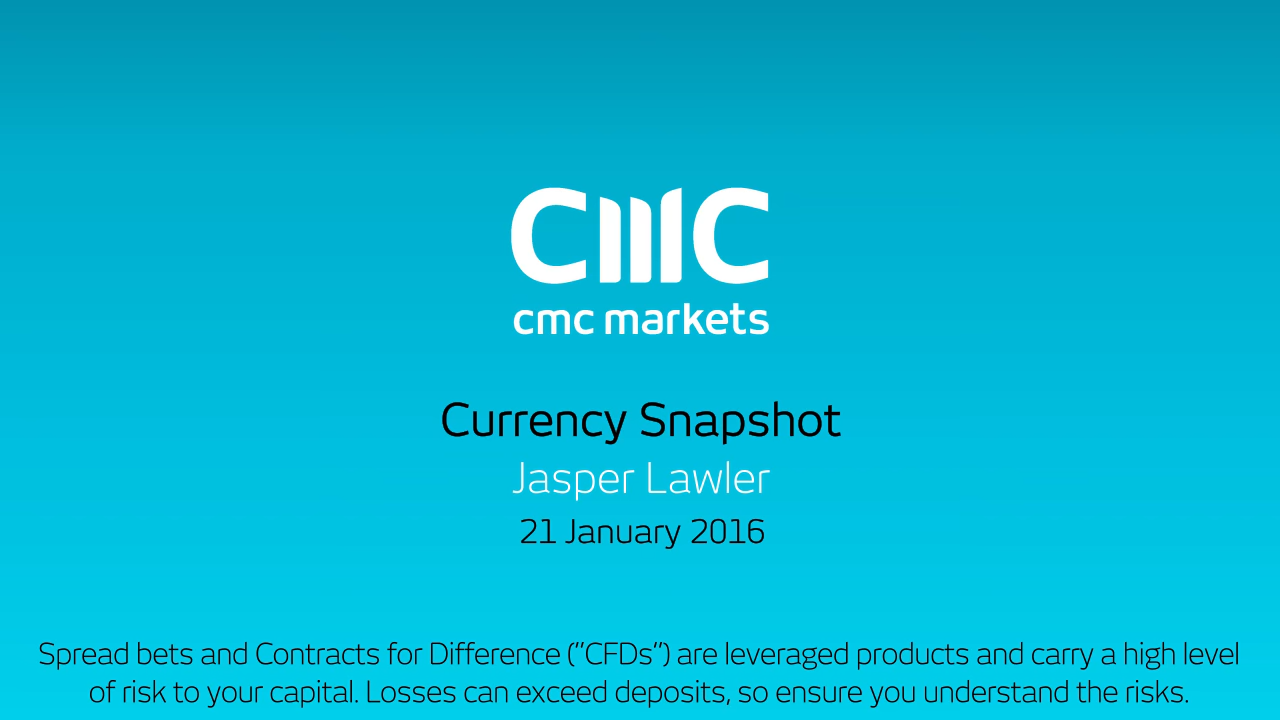 CMC
cmc markets
Currency Snapshot
Jasper Lawler
21 January 2016
Spread bets and Contracts for Difference (“CFDs”) are leveraged products and carry a high level
of risk to your capital. Losses can exceed deposits, so ensure you understand the risks.